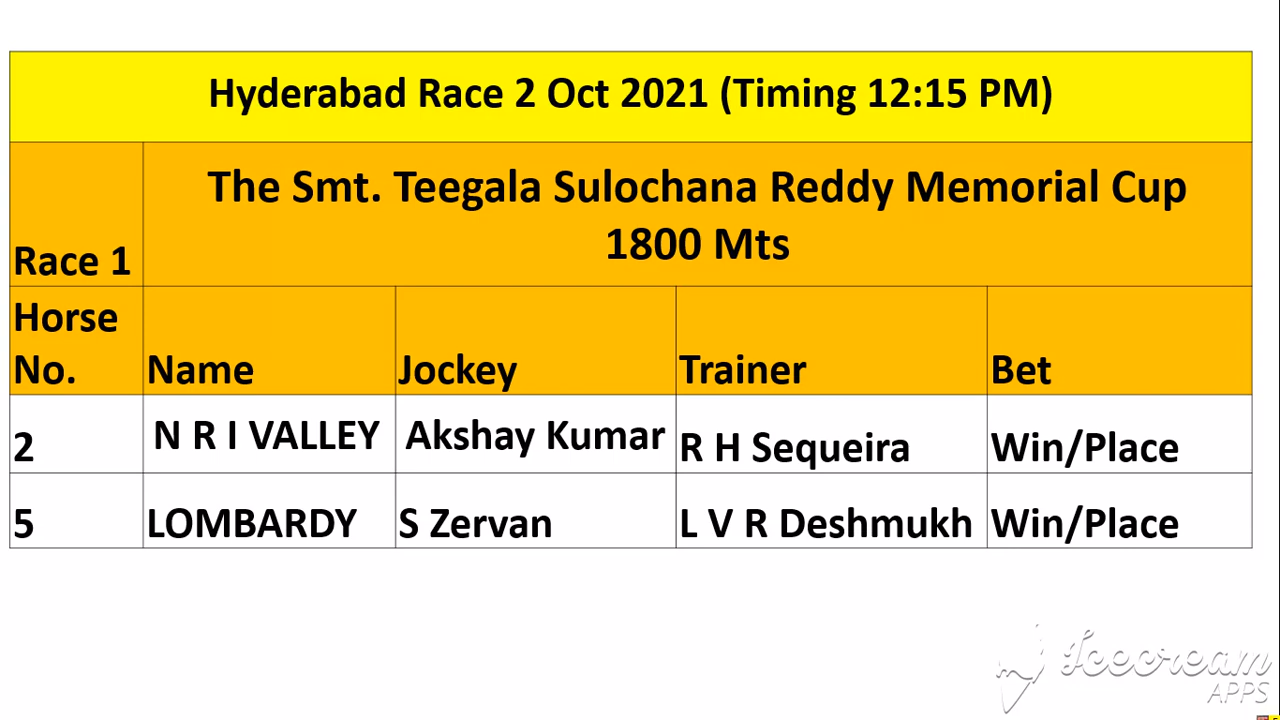 Hyderabad Race 2 Oct 2021 (Timing 12:15 PM)
The Smt. Teegala Sulochana Reddy Memorial Cup
1800 Mts
Race 1
Horse
No. Name Jockey Trainer Bet
2 N R I VALLEY Akshay Kumar R H Sequeira Win/Place
5 LOMBARDY S Zervan L V R Deshmukh Win/Place
Icecream
APPS